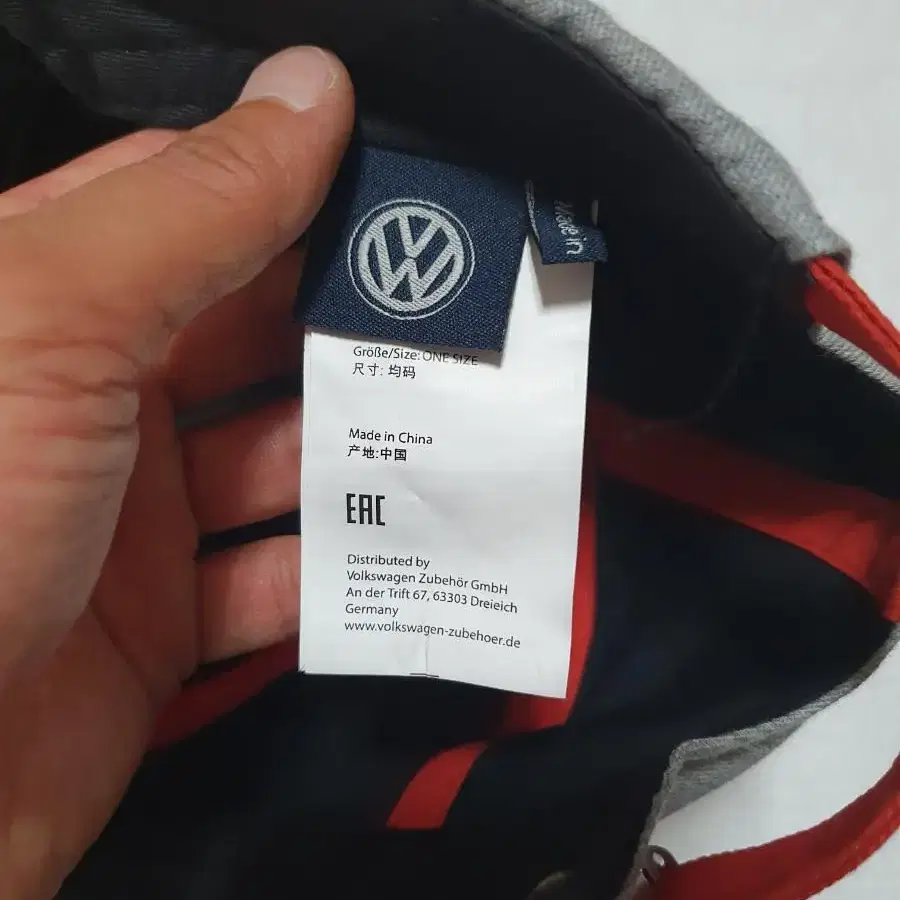 Made in
Größe/Size: ONE SIZE
尺寸: 均码
Made in China
产地:中国
EAC
Distributed by
Volkswagen Zubehör GmbH
An der Trift 67, 63303 Dreieich
Germany
www.volkswagen-zubehoer.de